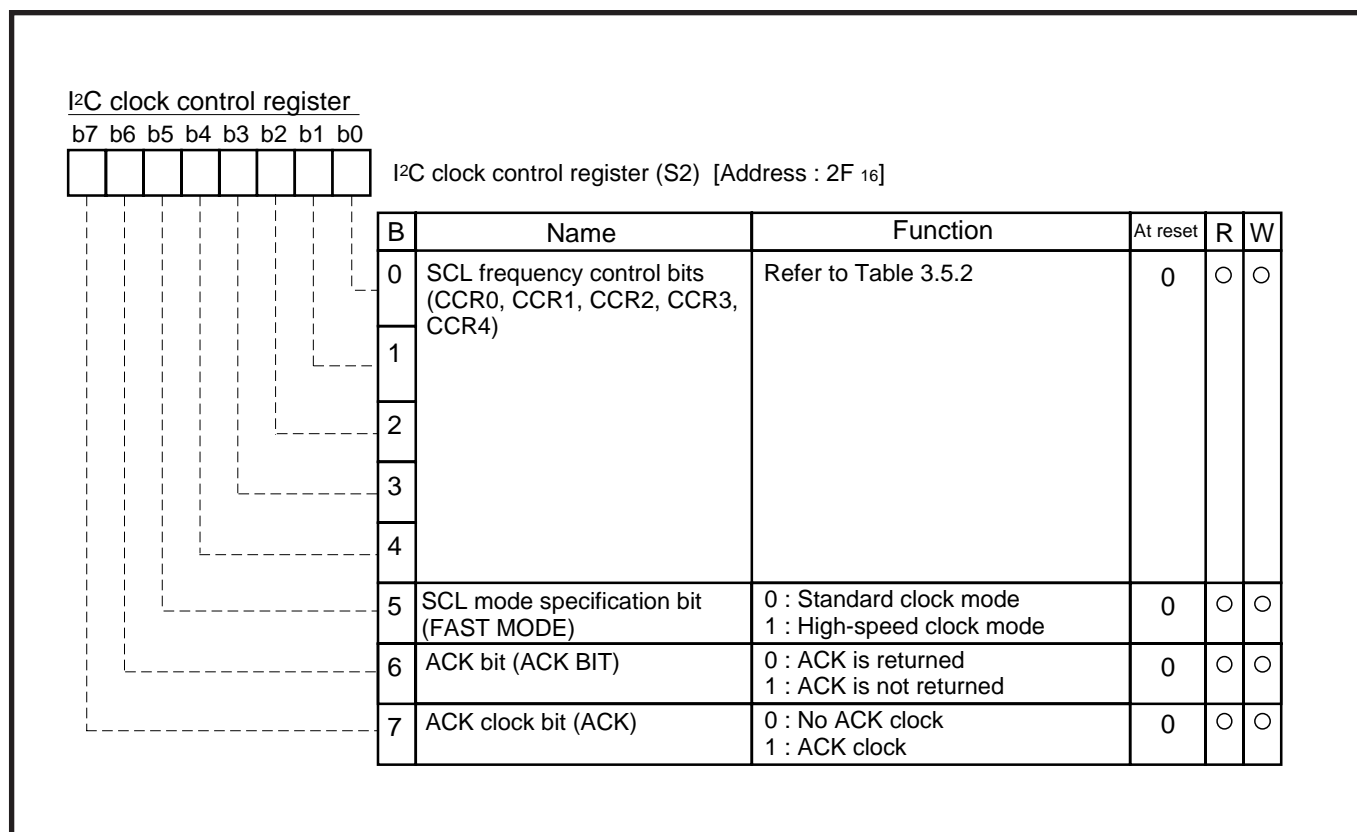 I²C clock control register
b7 b6 b5 b4 b3 b2 b1 b0
I²C clock control register (S2) [Address : 2F 16]
B Name Function At reset R W
0 SCL frequency control bits Refer to Table 3.5.2 0 ○ ○
(CCR0, CCR1, CCR2, CCR3,
CCR4)
1
2
3
4
5 SCL mode specification bit 0 : Standard clock mode 0 ○ ○
(FAST MODE) 1 : High-speed clock mode
6 ACK bit (ACK BIT) 0 : ACK is returned 0 ○ ○
1 : ACK is not returned
7 ACK clock bit (ACK) 0 : No ACK clock 0 ○ ○
1 : ACK clock